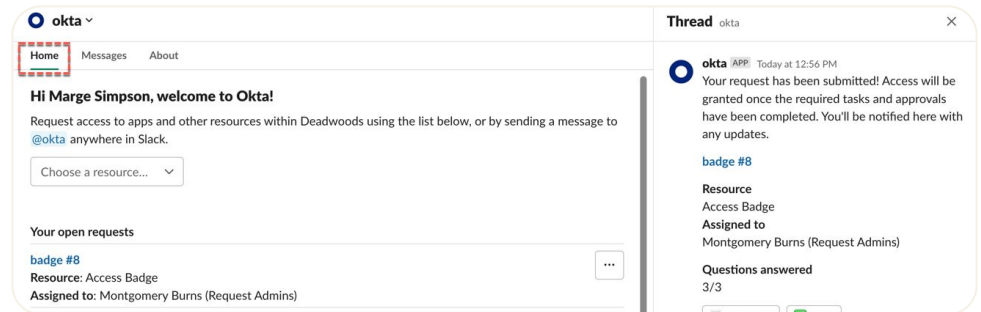 okta
Home Messages About
Hi Marge Simpson, welcome to Okta!
Request access to apps and other resources within Deadwoods using the list below, or by sending a message to
@okta anywhere in Slack.
Choose a resource...
Your open requests
badge #8
...
Resource: Access Badge
Assigned to: Montgomery Burns (Request Admins)
Thread okta
okta APP Today at 12:56 PM
Your request has been submitted! Access will be
granted once the required tasks and approvals
have been completed. You'll be notified here with
any updates.
badge #8
Resource
Access Badge
Assigned to
Montgomery Burns (Request Admins)
Questions answered
3/3